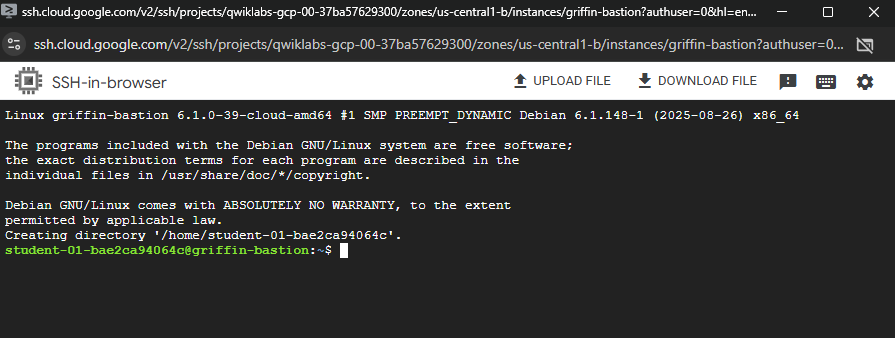 ssh.cloud.google.com/v2/ssh/projects/qwiklabs-gcp-00-37ba57629300/zones/us-central1-b/instances/griffin-bastion?authuser=0&hl=en...
ssh.cloud.google.com/v2/ssh/projects/qwiklabs-gcp-00-37ba57629300/zones/us-central1-b/instances/griffin-bastion?authuser=0...
SSH-in-browser
UPLOAD FILE
DOWNLOAD FILE
Linux griffin-bastion 6.1.0-39-cloud-amd64 #1 SMP PREEMPT_DYNAMIC Debian 6.1.148-1 (2025-08-26) x86_64
The programs included with the Debian GNU/Linux system are free software;
the exact distribution terms for each program are described in the
individual files in /usr/share/doc/*/copyright.
Debian GNU/Linux comes with ABSOLUTELY NO WARRANTY, to the extent
permitted by applicable law.
Creating directory '/home/student-01-bae2ca94064c'.
student-01-bae2ca94064c@griffin-bastion:~$